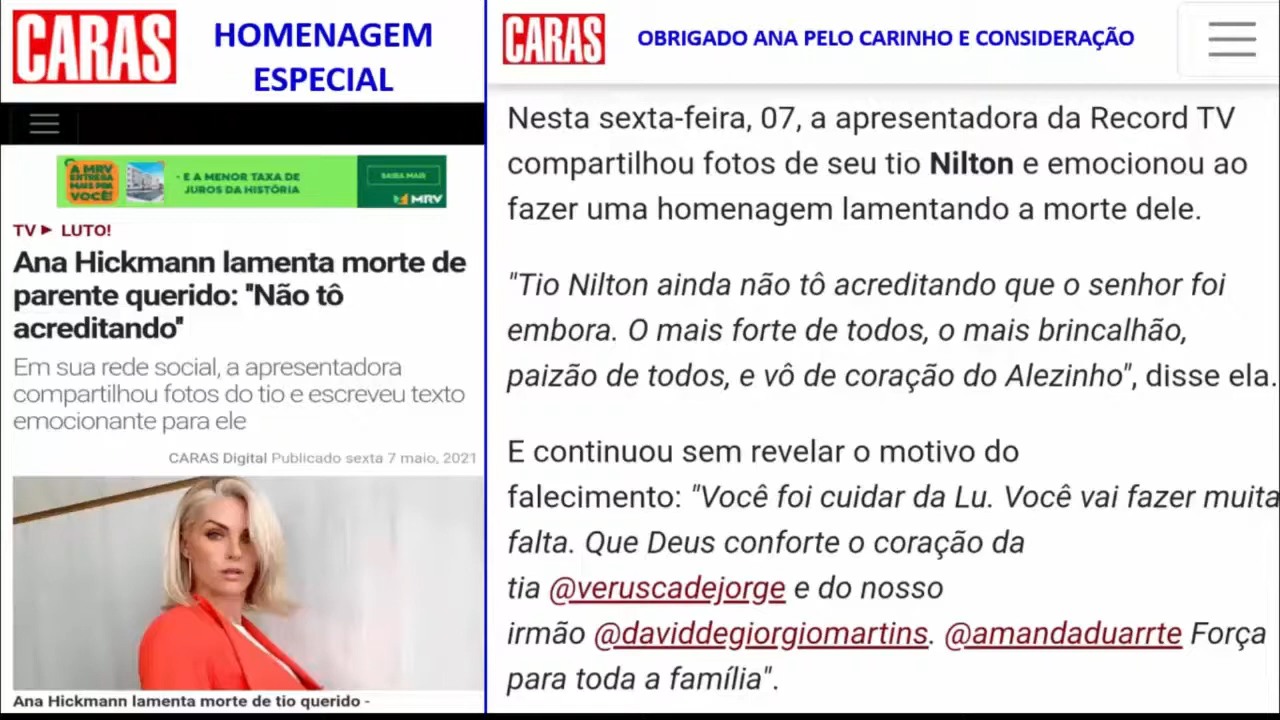 CARAS
HOMENAGEM
ESPECIAL
A MRV
ENTREGA
MAIS PRA
VOCÊ!
- E A MENOR TAXA DE
JUROS DA HISTÓRIA
SAIBA MAIS
MRV
TV ▸ LUTO!
Ana Hickmann lamenta morte de
parente querido: "Não tô
acreditando"
Em sua rede social, a apresentadora
compartilhou fotos do tio e escreveu texto
emocionante para ele
CARAS Digital Publicado sexta 7 maio, 2021
Ana Hickmann lamenta morte de tio querido -
CARAS
OBRIGADO ANA PELO CARINHO E CONSIDERAÇÃO
Nesta sexta-feira, 07, a apresentadora da Record TV
compartilhou fotos de seu tio Nilton e emocionou ao
fazer uma homenagem lamentando a morte dele.
"Tio Nilton ainda não tô acreditando que o senhor foi
embora. O mais forte de todos, o mais brincalhão,
paizão de todos, e vô de coração do Alezinho", disse ela.
E continuou sem revelar o motivo do
falecimento: "Você foi cuidar da Lu. Você vai fazer muita
falta. Que Deus conforte o coração da
tia @veruscadejorge e do nosso
irmão @daviddegiorgiomartins. @amandaduarrte Força
para toda a família".